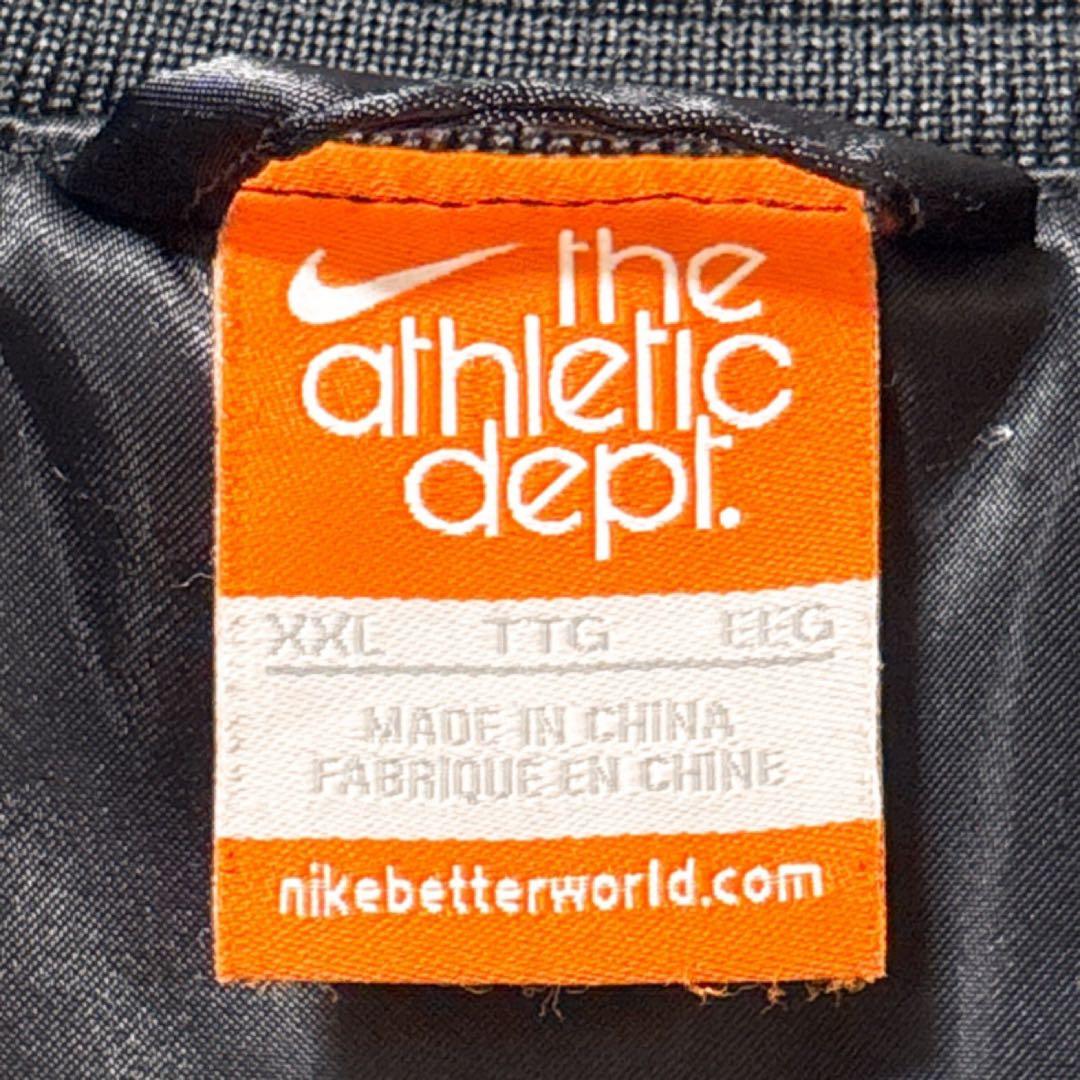 the
athletic
dept.
XXL TTG EEG
MADE IN CHINA
FABRIQUE EN CHINE
nikebetterworld.com